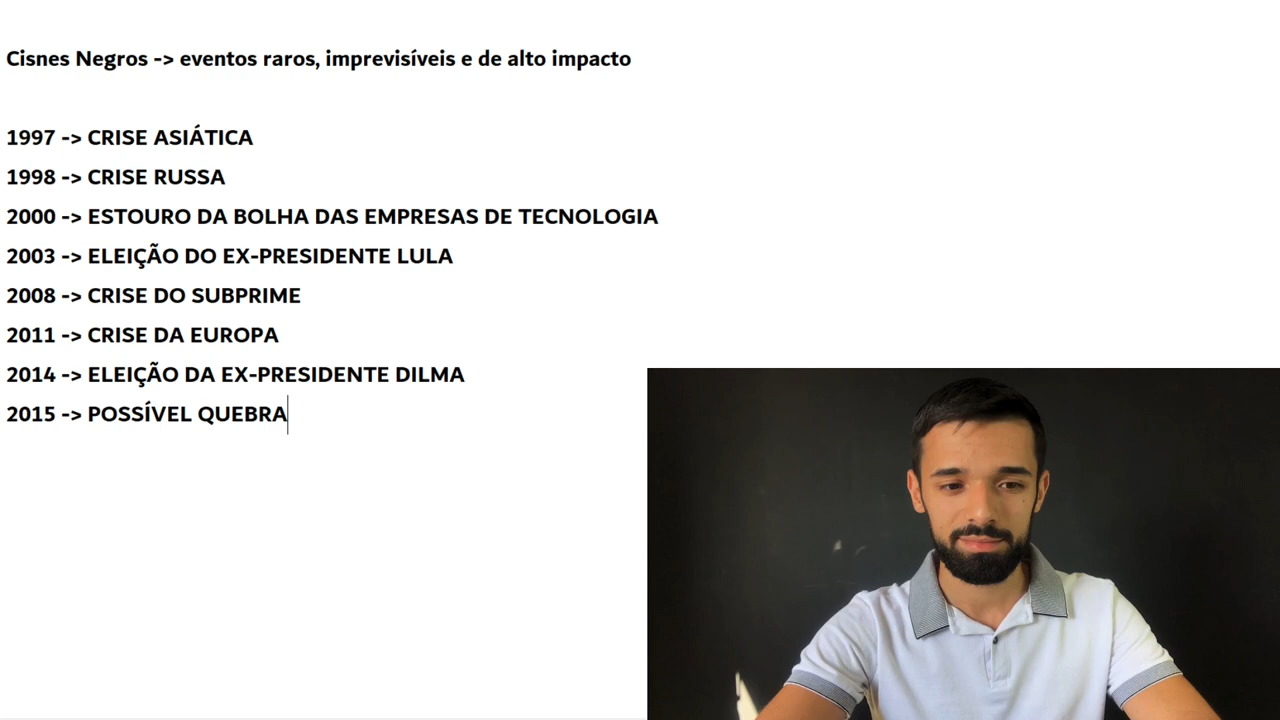 Cisnes Negros -> eventos raros, imprevisíveis e de alto impacto
1997 -> CRISE ASIÁTICA
1998 -> CRISE RUSSA
2000 -> ESTOURO DA BOLHA DAS EMPRESAS DE TECNOLOGIA
2003 -> ELEIÇÃO DO EX-PRESIDENTE LULA
2008 -> CRISE DO SUBPRIME
2011 -> CRISE DA EUROPA
2014 -> ELEIÇÃO DA EX-PRESIDENTE DILMA
2015 -> POSSÍVEL QUEBRA